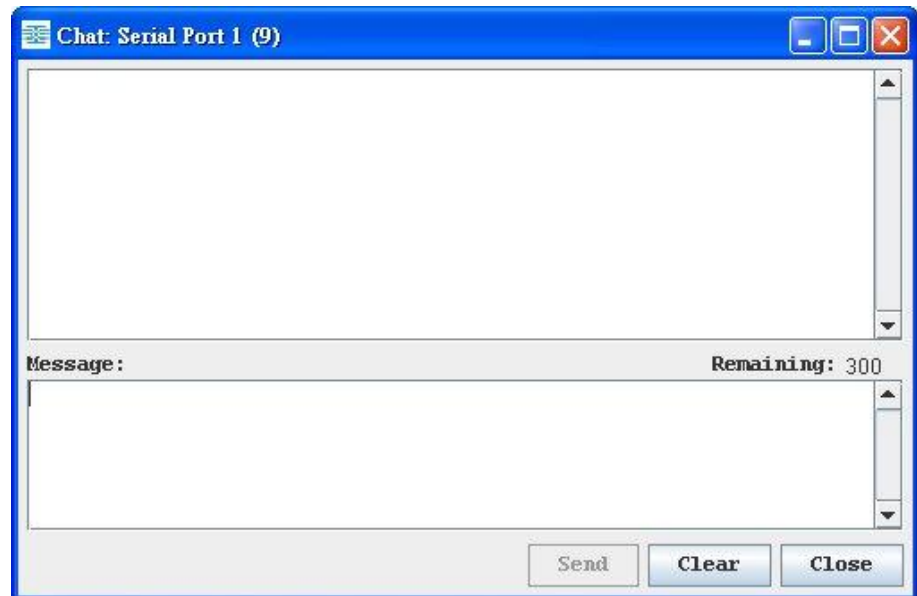 Chat: Serial Port 1 (9)
Message: Remaining: 300
Send Clear Close